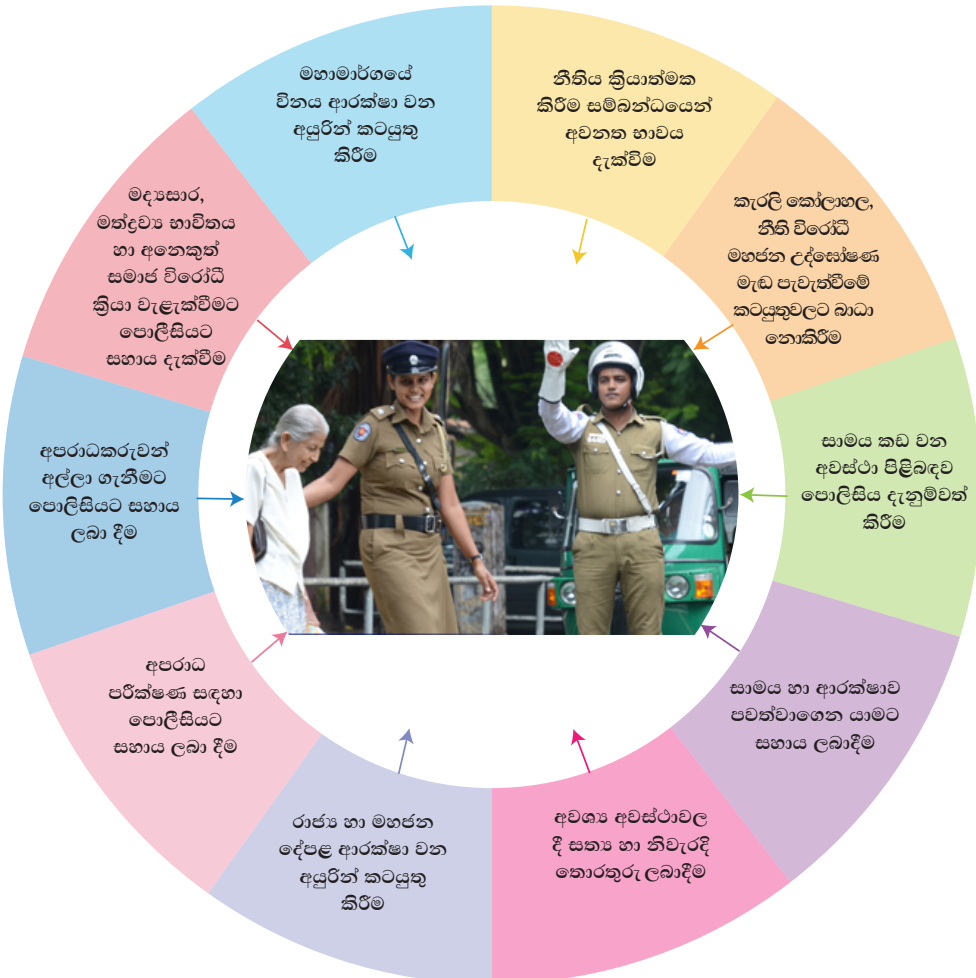 මහාමාර්ගයේ
විනය ආරක්ෂා වන
අයුරින් කටයුතු
කිරීම
නීතිය ක්‍රියාත්මක
කිරීම සම්බන්ධයෙන්
අවනත භාවය
දැක්විම
කැරලි කෝලාහල,
නීති විරෝධී
මහජන උද්ඝෝෂණ
මැඬ පැවැත්වීමේ
කටයුතුවලට බාධා
නොකිරීම
සාමය කඩ වන
අවස්ථා පිළිබඳව
පොලිසිය දැනුම්වත්
කිරීම
සාමය හා ආරක්ෂාව
පවත්වාගෙන යාමට
සහාය ලබාදීම
අවශ්‍ය අවස්ථාවල
දී සත්‍ය හා නිවැරදි
තොරතුරු ලබාදීම
රාජ්‍ය හා මහජන
දේපළ ආරක්ෂා වන
අයුරින් කටයුතු
කිරීම
අපරාධ
පරීක්ෂණ සඳහා
පොලීසියට
සහාය ලබා දීම
අපරාධකරුවන්
අල්ලා ගැනීමට
පොලිසියට සහාය
ලබා දීම
මද්‍යසාර,
මත්ද්‍රව්‍ය භාවිතය
හා අනෙකුත්
සමාජ විරෝධී
ක්‍රියා වැළැක්වීමට
පොලීසියට
සහාය දැක්වීම